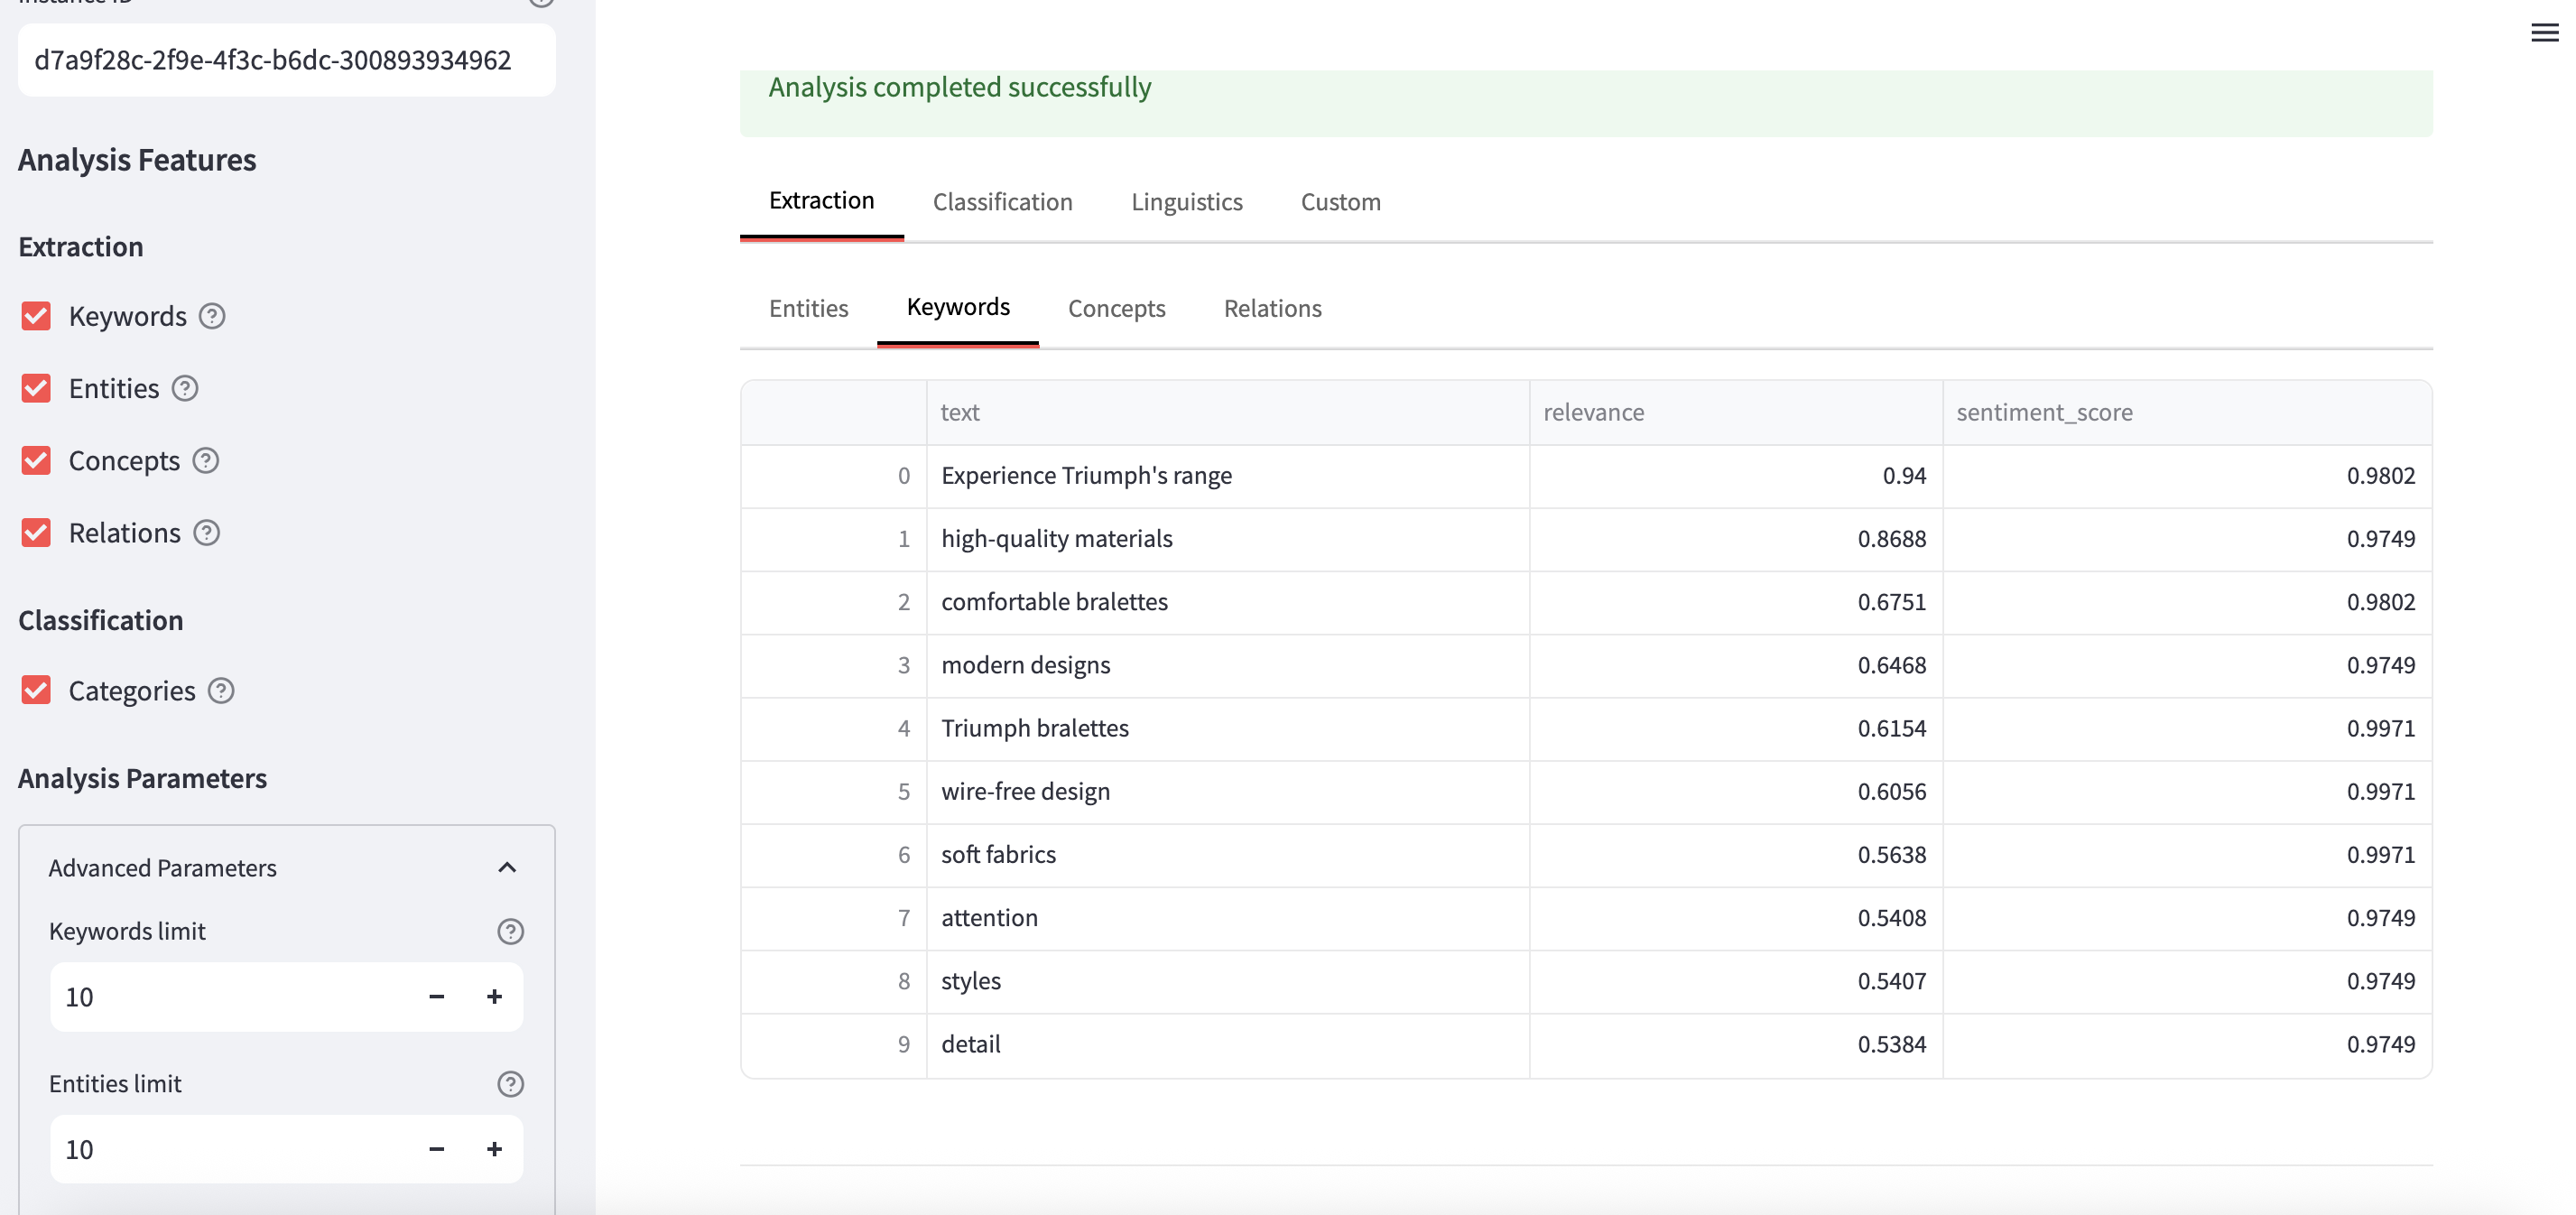 d7a9f28c-2f9e-4f3c-b6dc-300893934962
Analysis Features
Extraction
Keywords
Entities
Concepts
Relations
Classification
Categories
Analysis Parameters
Advanced Parameters
Keywords limit
10
Entities limit
10
Analysis completed successfully
Extraction Classification Linguistics Custom
Entities Keywords Concepts Relations
text relevance sentiment_score
0 Experience Triumph's range 0.94 0.9802
1 high-quality materials 0.8688 0.9749
2 comfortable bralettes 0.6751 0.9802
3 modern designs 0.6468 0.9749
4 Triumph bralettes 0.6154 0.9971
5 wire-free design 0.6056 0.9971
6 soft fabrics 0.5638 0.9971
7 attention 0.5408 0.9749
8 styles 0.5407 0.9749
9 detail 0.5384 0.9749